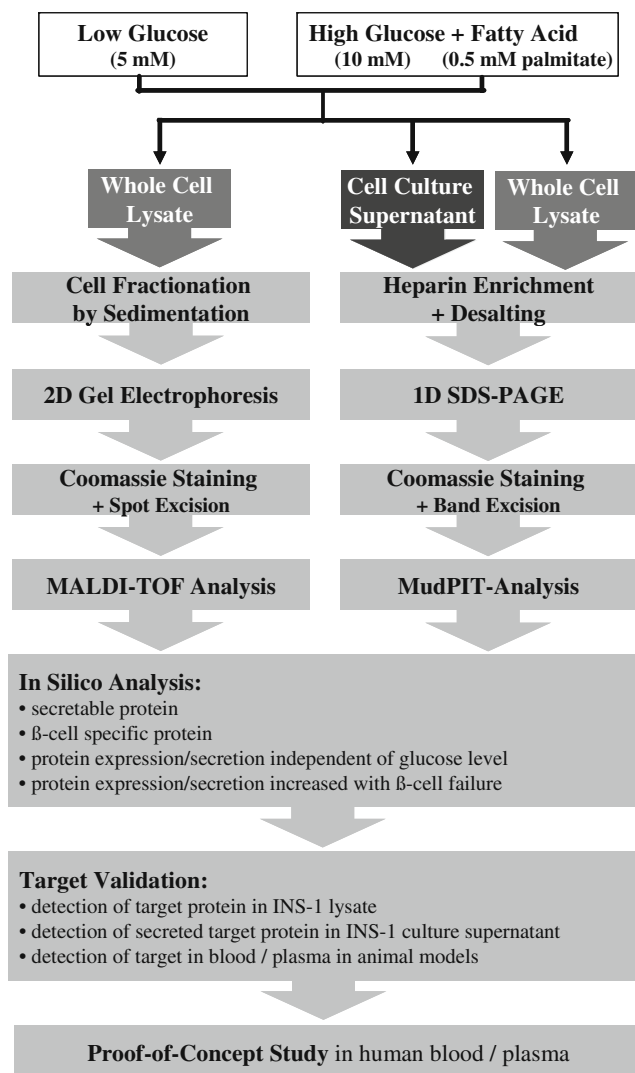 Low Glucose
(5 mM)
High Glucose + Fatty Acid
(10 mM) (0.5 mM palmitate)
Whole Cell
Lysate
Cell Culture
Supernatant
Whole Cell
Lysate
Cell Fractionation
by Sedimentation
Heparin Enrichment
+ Desalting
2D Gel Electrophoresis
1D SDS-PAGE
Coomassie Staining
+ Spot Excision
Coomassie Staining
+ Band Excision
MALDI-TOF Analysis
MudPIT-Analysis
In Silico Analysis:
• secretable protein
• ß-cell specific protein
• protein expression/secretion independent of glucose level
• protein expression/secretion increased with ß-cell failure
Target Validation:
• detection of target protein in INS-1 lysate
• detection of secreted target protein in INS-1 culture supernatant
• detection of target in blood / plasma in animal models
Proof-of-Concept Study in human blood / plasma